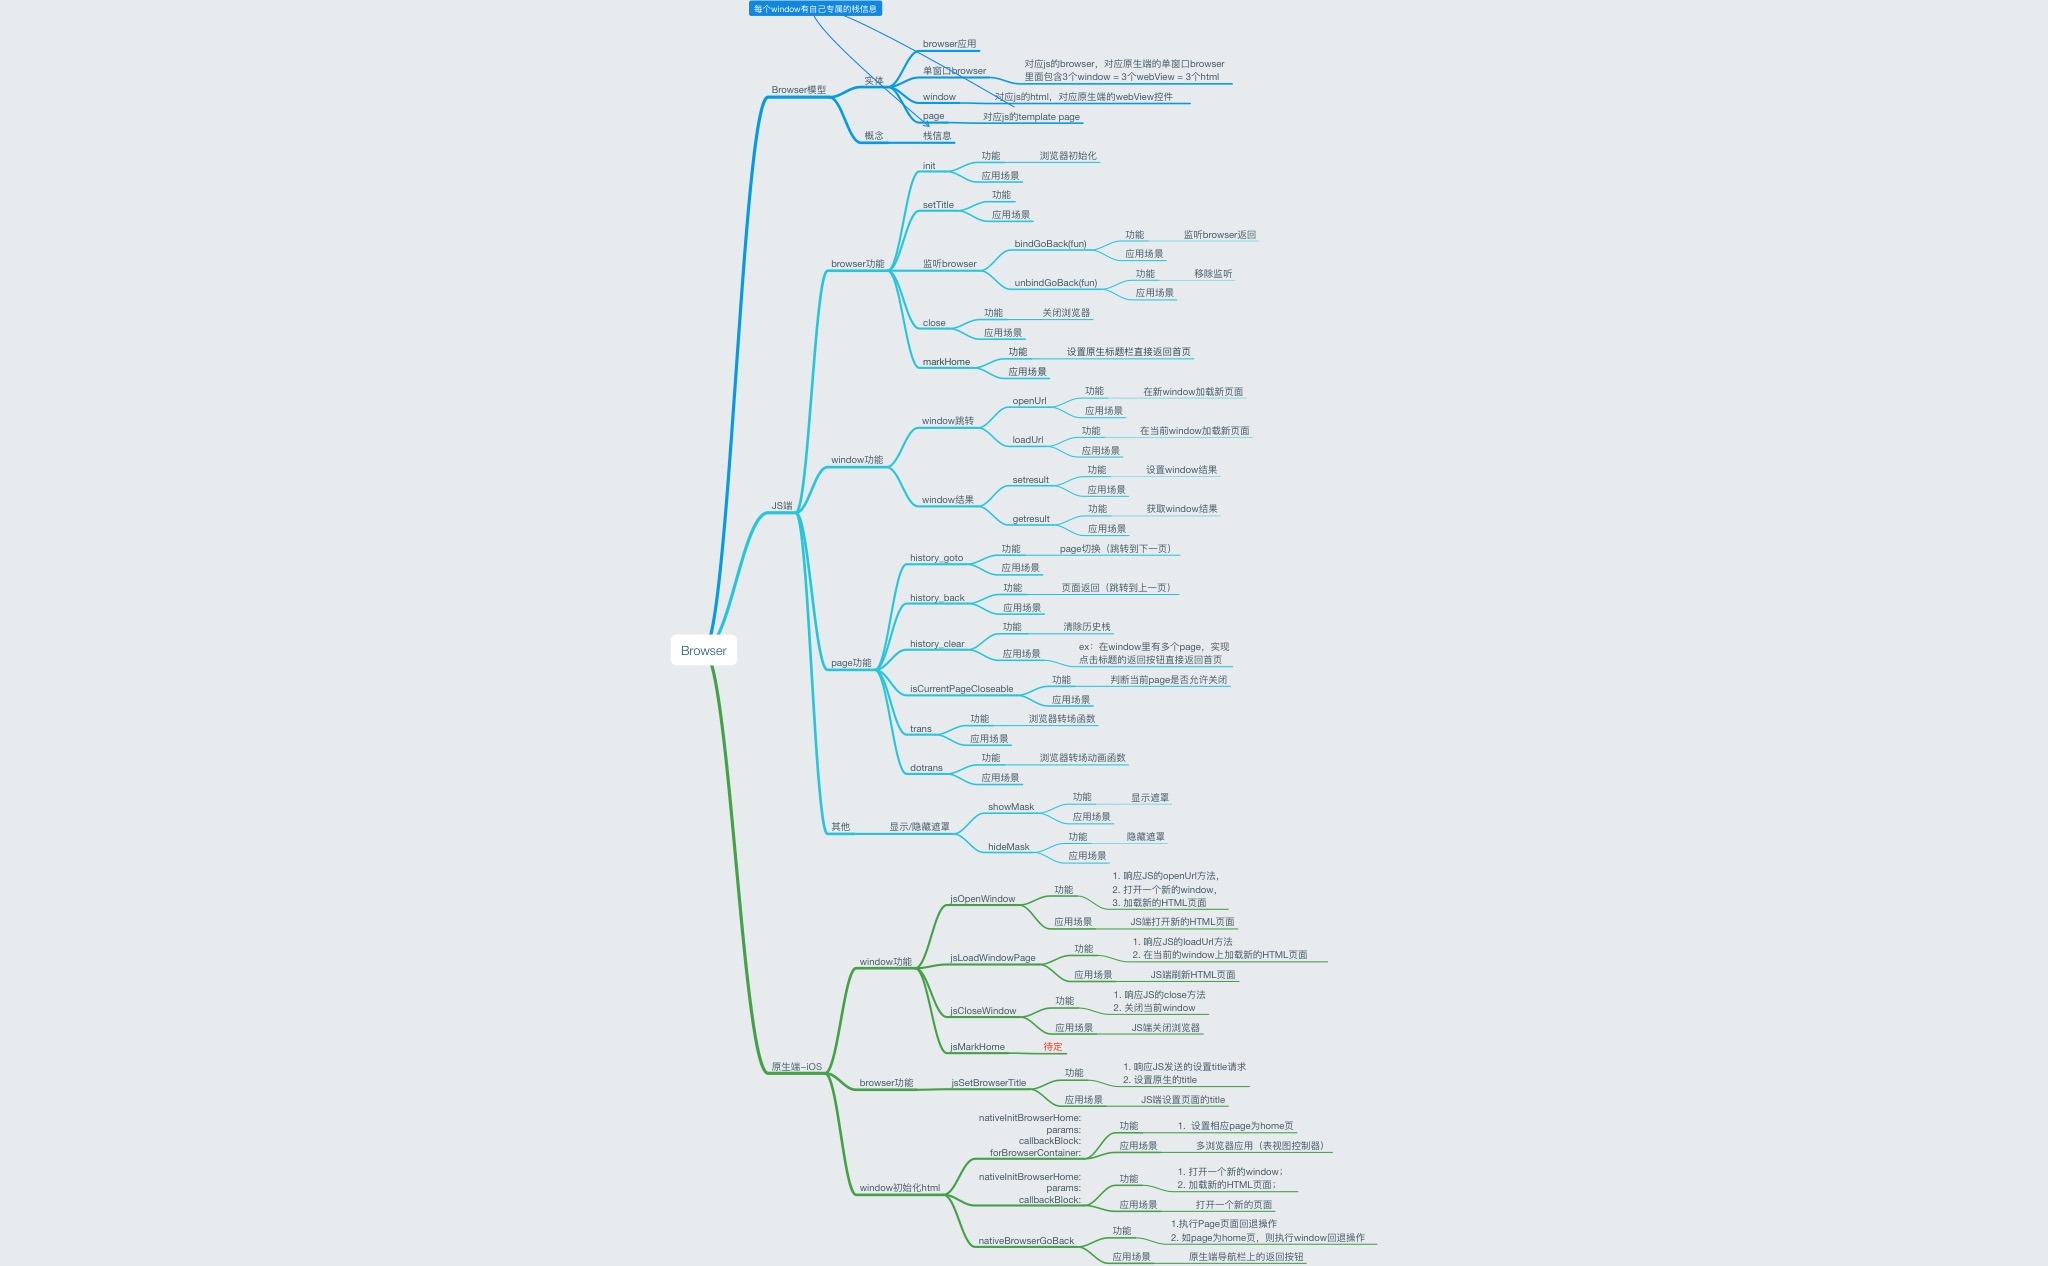 每个window有自己专属的栈信息
Browser
Browser模型
实体
browser应用
单窗口browser
对应js的browser，对应原生端的单窗口browser
里面包含3个window = 3个webView = 3个html
window
对应js的html，对应原生端的webView控件
page
对应js的template page
概念
栈信息
JS端
browser功能
init
功能
浏览器初始化
应用场景
setTitle
功能
应用场景
监听browser
bindGoBack(fun)
功能
监听browser返回
应用场景
unbindGoBack(fun)
功能
移除监听
应用场景
close
功能
关闭浏览器
应用场景
markHome
功能
设置原生标题栏直接返回首页
应用场景
window功能
window跳转
openUrl
功能
在新window加载新页面
应用场景
loadUrl
功能
在当前window加载新页面
应用场景
window结果
setresult
功能
设置window结果
应用场景
getresult
功能
获取window结果
应用场景
page功能
history_goto
功能
page切换（跳转到下一页）
应用场景
history_back
功能
页面返回（跳转到上一页）
应用场景
history_clear
功能
清除历史栈
应用场景
ex：在window里有多个page，实现
点击标题的返回按钮直接返回首页
isCurrentPageCloseable
功能
判断当前page是否允许关闭
应用场景
trans
功能
浏览器转场函数
应用场景
dotrans
功能
浏览器转场动画函数
应用场景
其他
显示/隐藏遮罩
showMask
功能
显示遮罩
应用场景
hideMask
功能
隐藏遮罩
应用场景
原生端-iOS
window功能
jsOpenWindow
功能
1. 响应JS的openUrl方法，
2. 打开一个新的window，
3. 加载新的HTML页面
应用场景
JS端打开新的HTML页面
jsLoadWindowPage
功能
1. 响应JS的loadUrl方法
2. 在当前的window上加载新的HTML页面
应用场景
JS端刷新HTML页面
jsCloseWindow
功能
1. 响应JS的close方法
2. 关闭当前window
应用场景
JS端关闭浏览器
jsMarkHome
待定
browser功能
jsSetBrowserTitle
功能
1. 响应JS发送的设置title请求
2. 设置原生的title
应用场景
JS端设置页面的title
window初始化html
nativeInitBrowserHome:
params:
callbackBlock:
forBrowserContainer:
功能
1. 设置相应page为home页
应用场景
多浏览器应用（表视图控制器）
nativeInitBrowserHome:
params:
callbackBlock:
功能
1. 打开一个新的window；
2. 加载新的HTML页面；
应用场景
打开一个新的页面
nativeBrowserGoBack
功能
1.执行Page页面回退操作
2. 如page为home页，则执行window回退操作
应用场景
原生端导航栏上的返回按钮